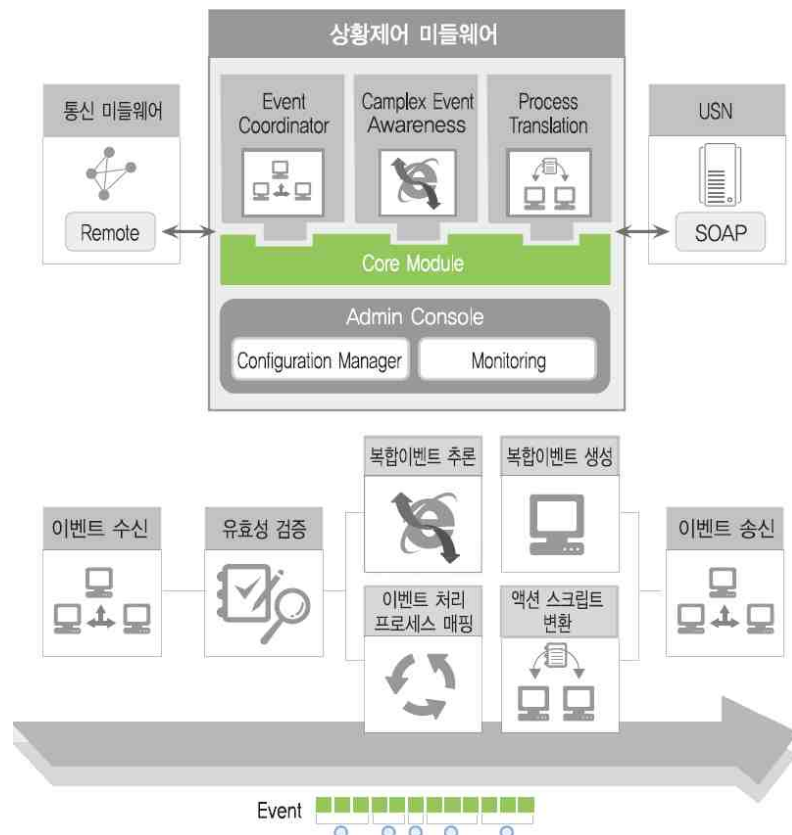 상황제어 미들웨어
통신 미들웨어
Remote
Event
Coordinator
Camplex Event
Awareness
Process
Translation
USN
SOAP
Core Module
Admin Console
Configuration Manager
Monitoring
이벤트 수신
유효성 검증
복합이벤트 추론
복합이벤트 생성
이벤트 처리
프로세스 매핑
액션 스크립트
변환
이벤트 송신
Event